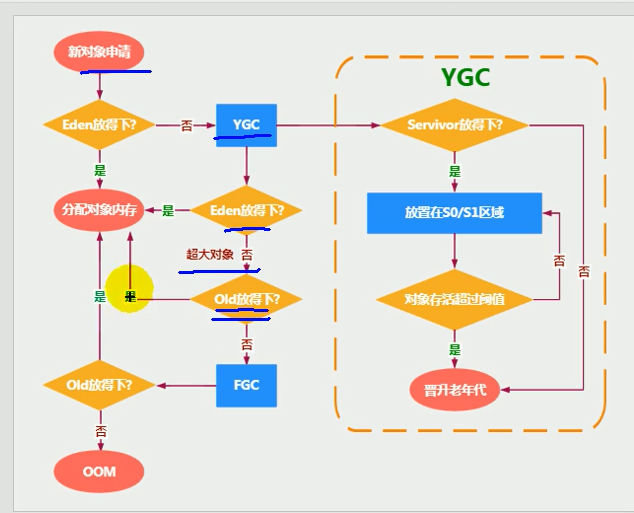 新对象申请
YGC
Eden放得下?
否
YGC
Servivor放得下?
是
是
分配对象内存
是
Eden放得下?
放置在S0/S1区域
超大对象
否
否
否
是
是
Old放得下?
对象存活超过阈值
否
是
Old放得下?
FGC
晋升老年代
否
OOM